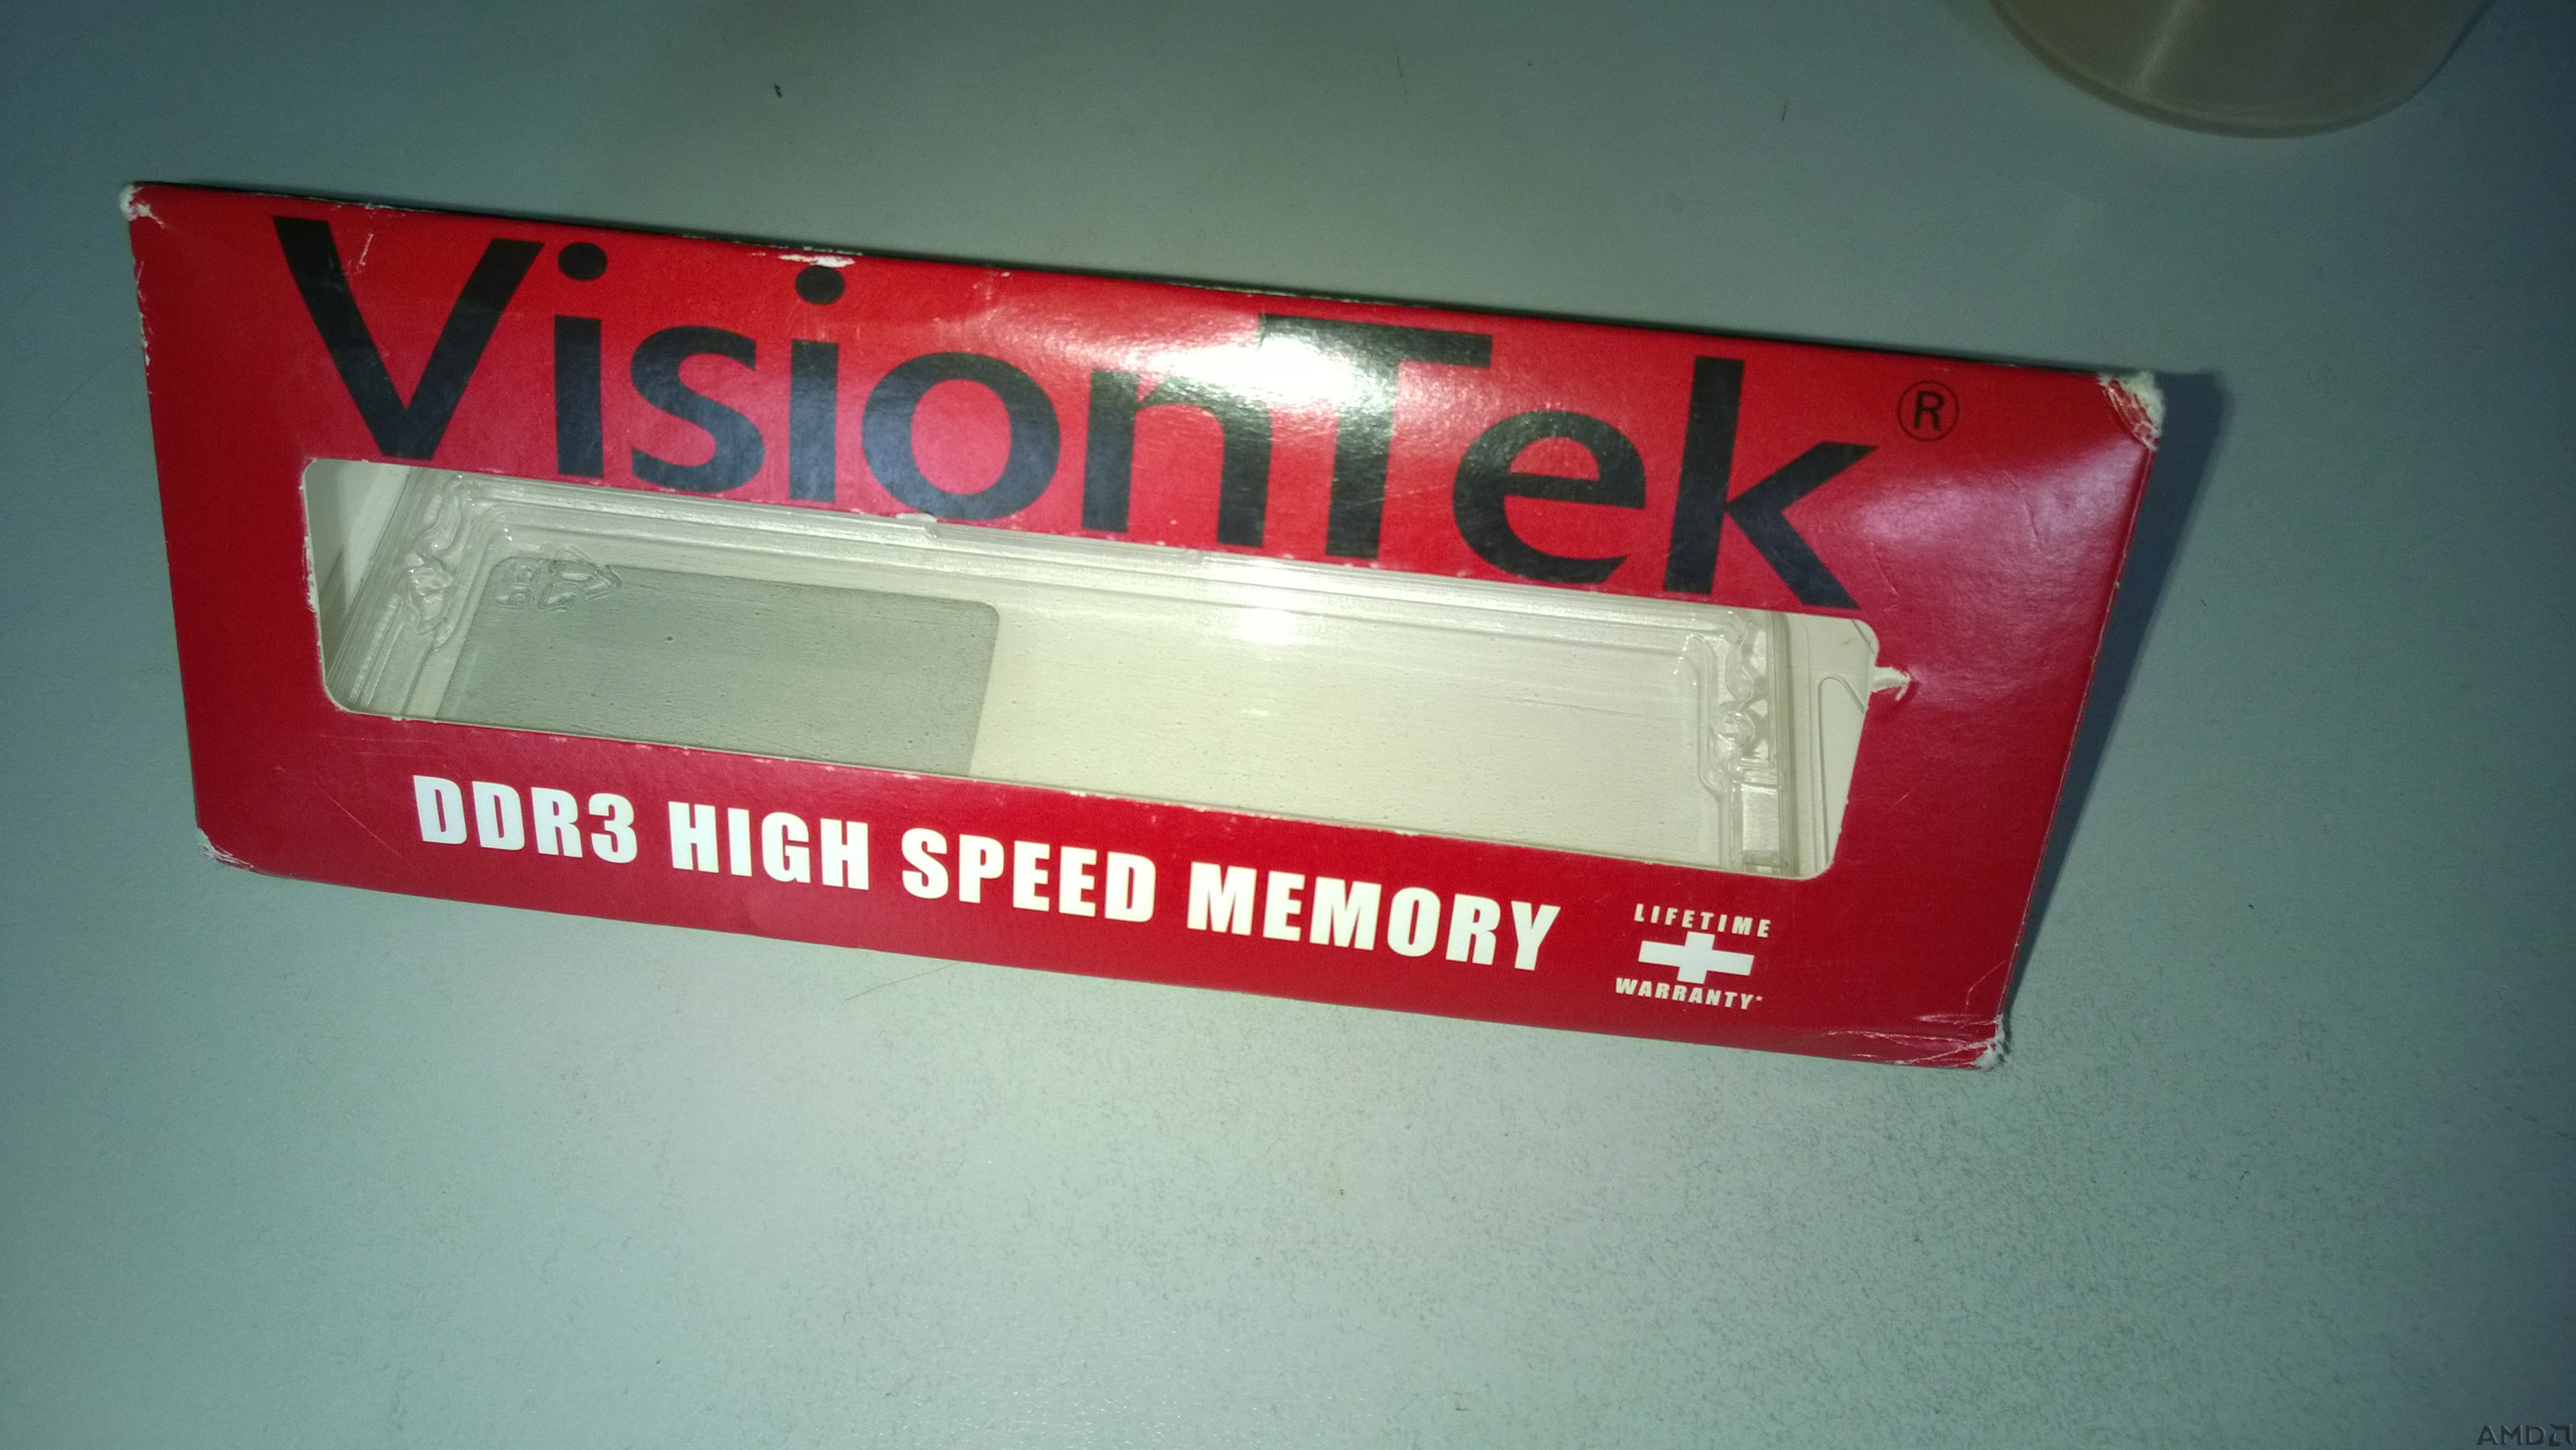 VisionTek®
DDR3 HIGH SPEED MEMORY
LIFETIME
WARRANTY*
AMD